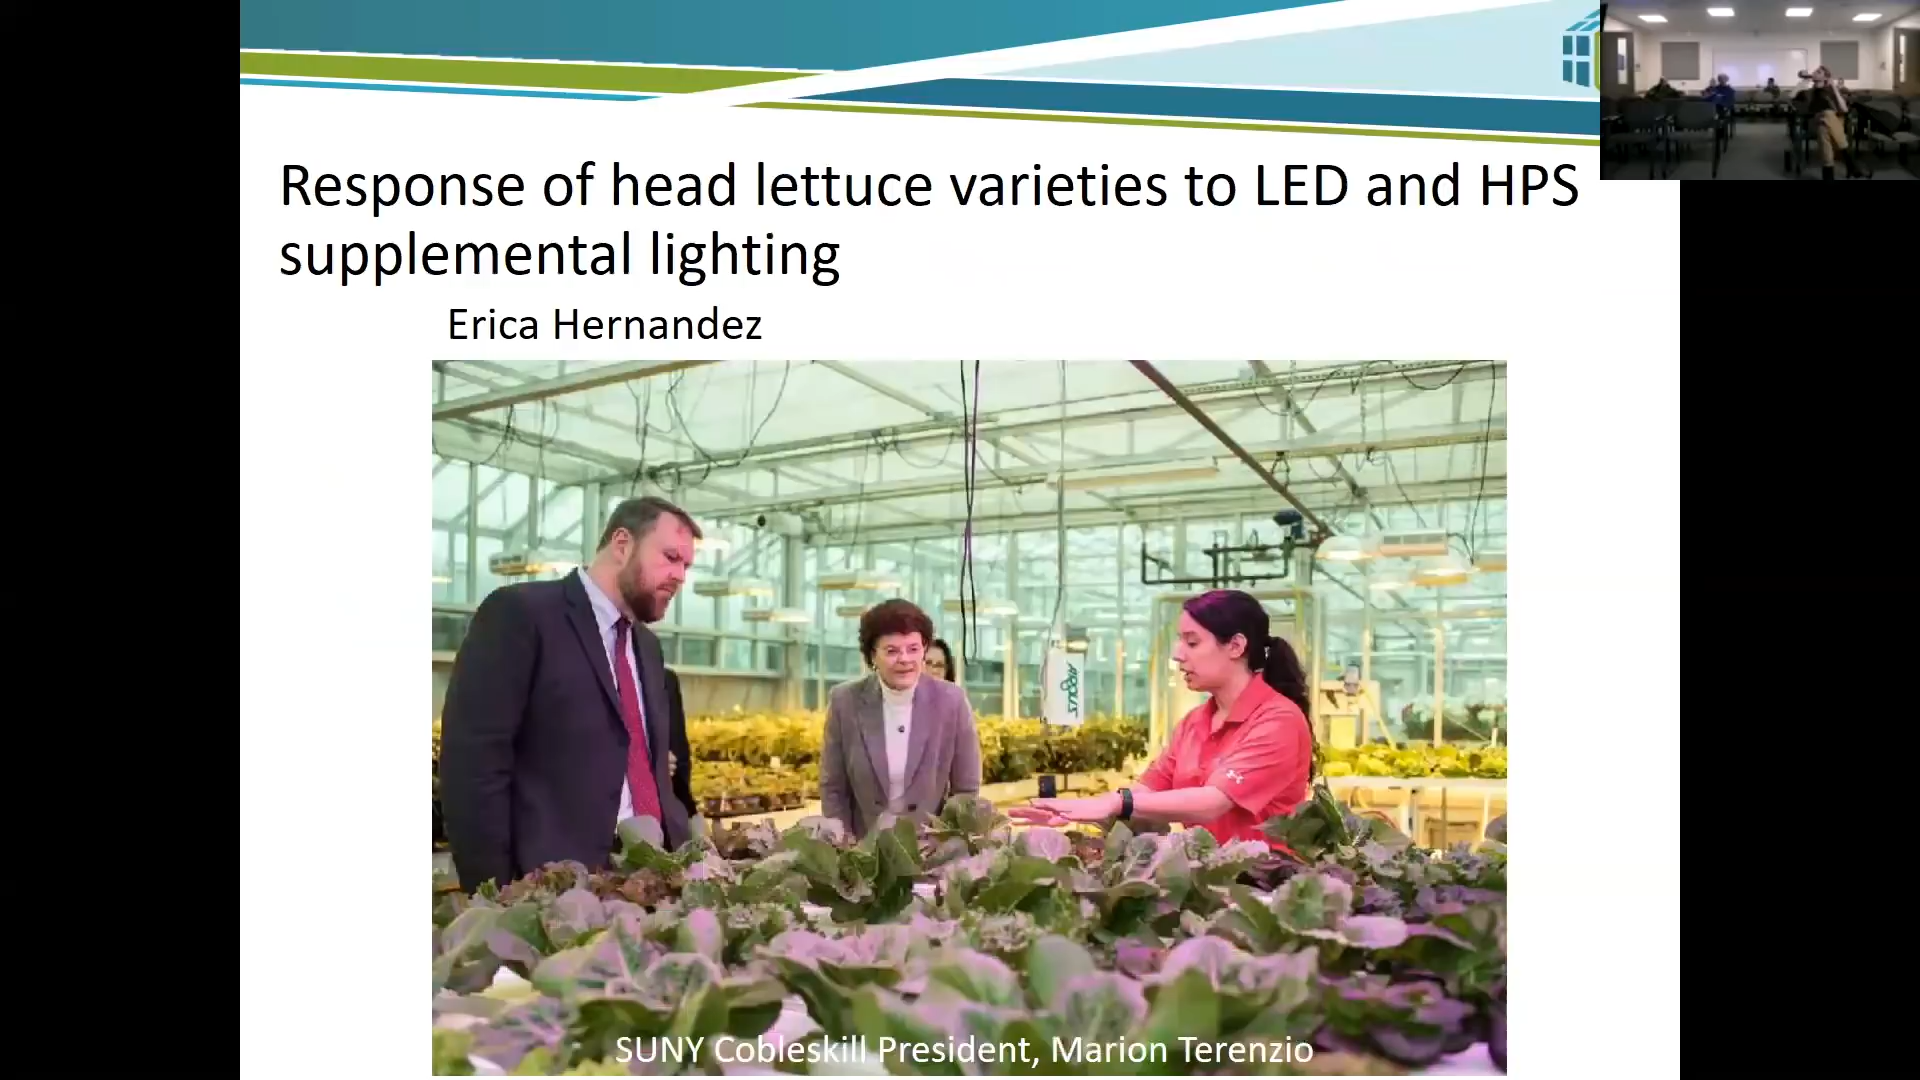 Response of head lettuce varieties to LED and HPS
supplemental lighting
Erica Hernandez
SUNY Cobleskill President, Marion Terenzio